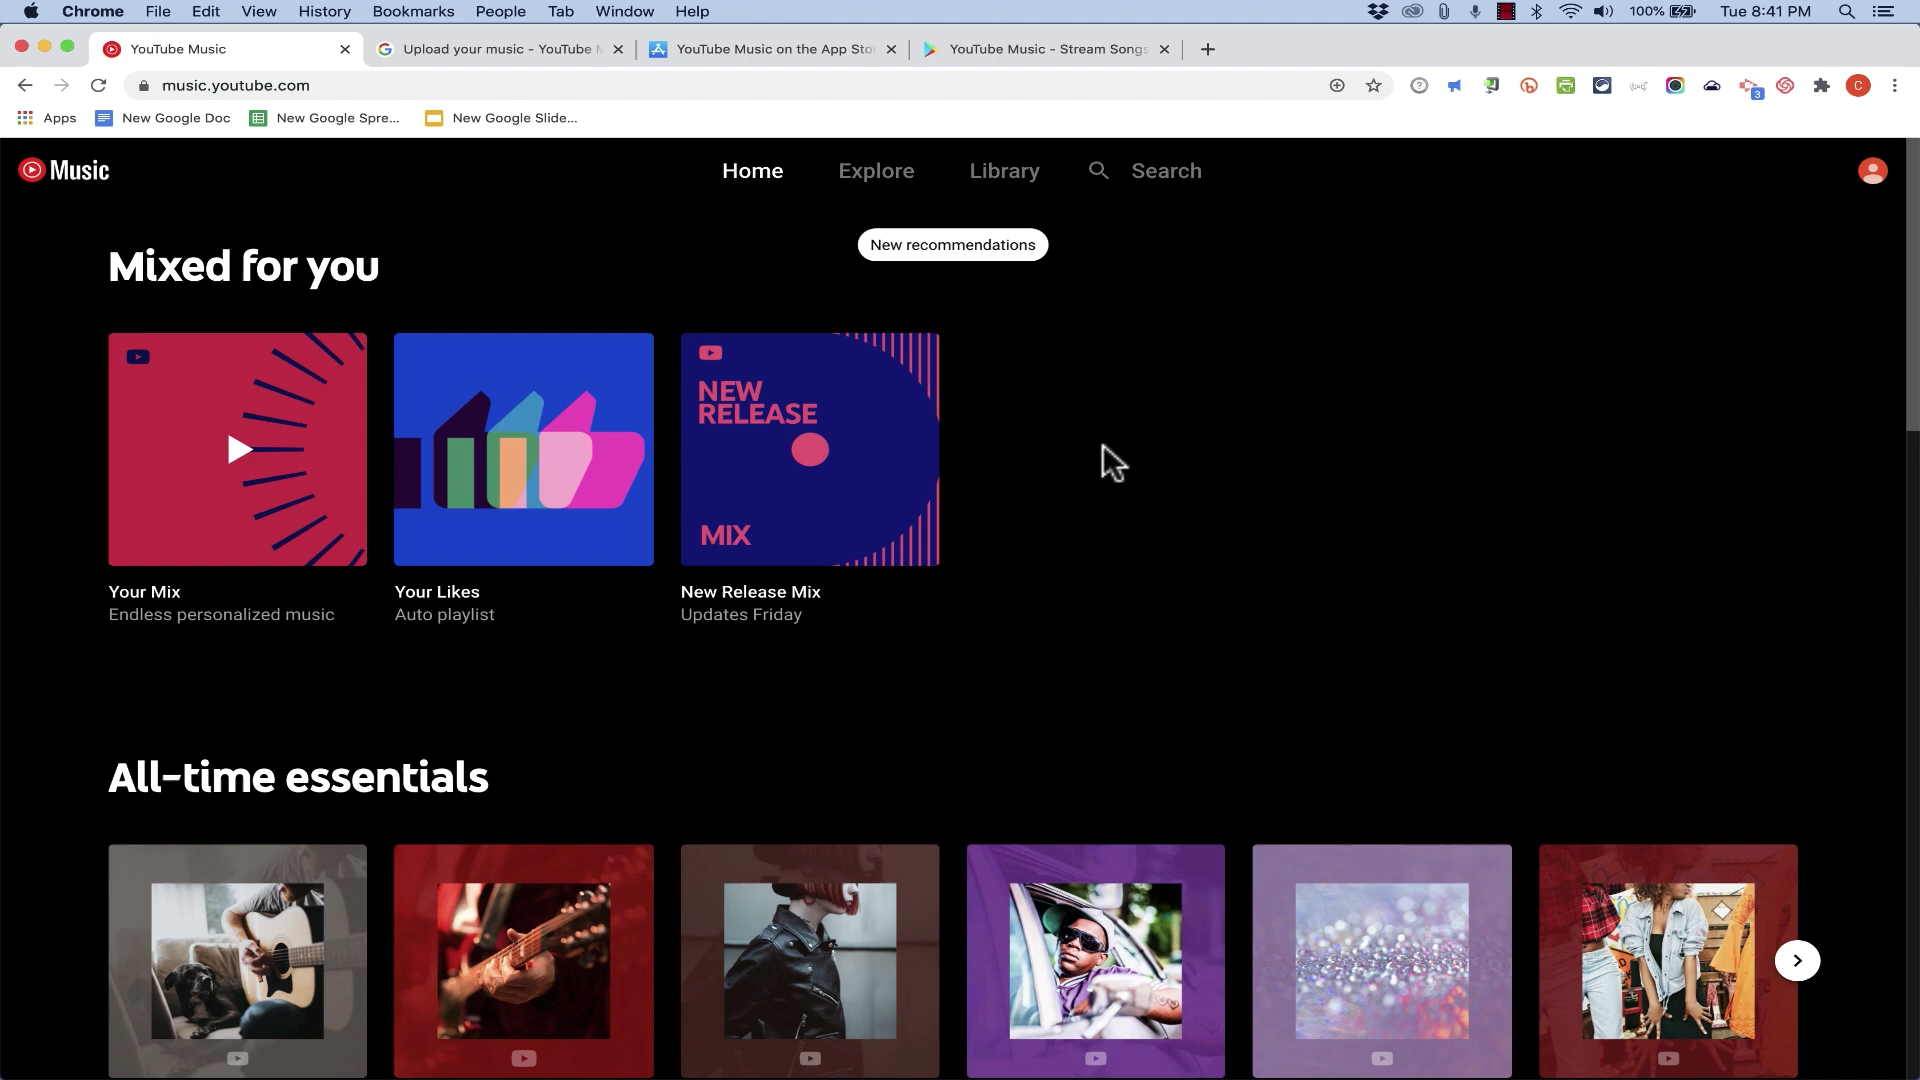 Chrome File Edit View History Bookmarks People Tab Window Help 100% Tue 8:41 PM
YouTube Music Upload your music - YouTube M YouTube Music on the App Stor YouTube Music - Stream Songs
music.youtube.com
3
C
Apps New Google Doc New Google Spre... New Google Slide...
Music Home Explore Library Search
New recommendations
Mixed for you
NEW
RELEASE
MIX
Your Mix Your Likes New Release Mix
Endless personalized music Auto playlist Updates Friday
All-time essentials